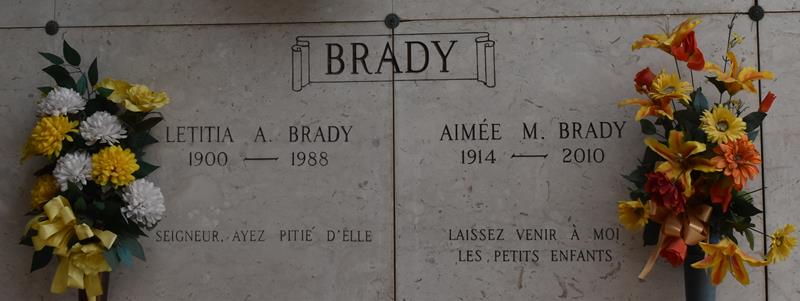 BRADY
LETITIA A. BRADY
1900 — 1988
SEIGNEUR, AYEZ PITIÉ D'ELLE
AIMÉE M. BRADY
1914 — 2010
LAISSEZ VENIR À MOI
LES PETITS ENFANTS